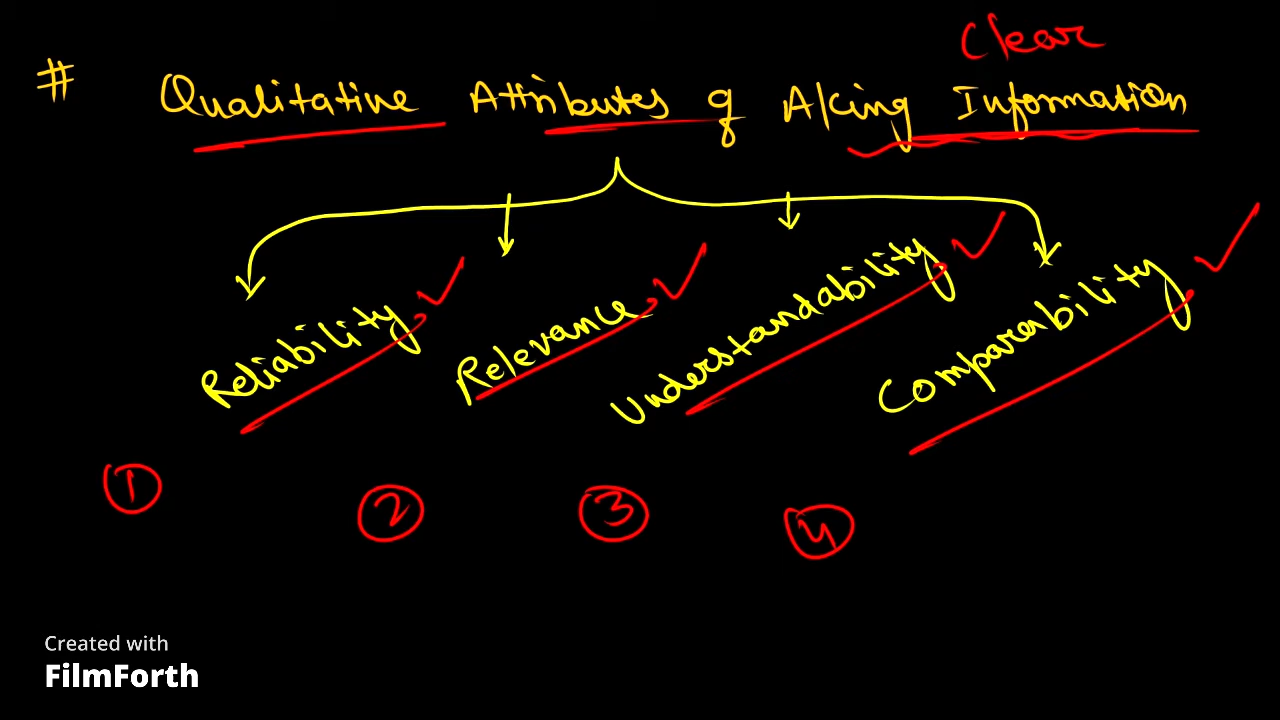 Clear
# Qualitative Attributes of A/cing Information
Reliability Relevance Understandability Comparability
① ② ③ ④
Created with
FilmForth